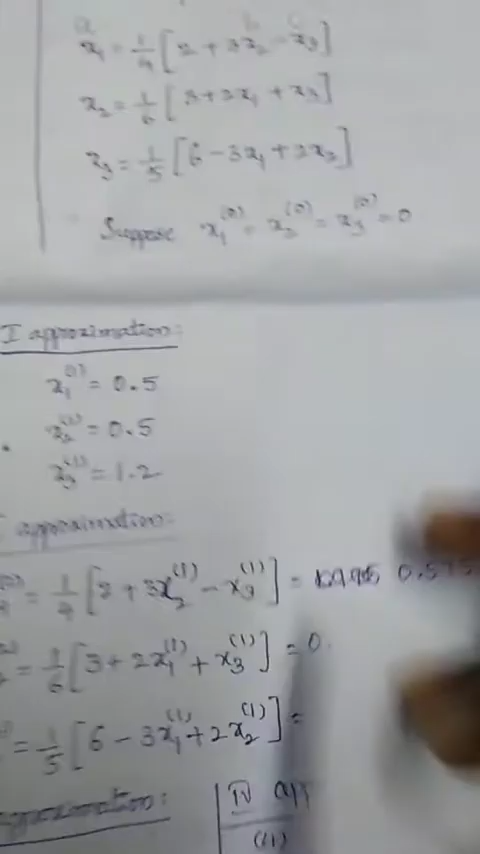 x₁ = 1/4 [2 + 3x₂ - x₃]
x₂ = 1/6 [3 + 2x₁ + x₃]
x₃ = 1/5 [6 - 3x₁ + 2x₂]
Suppose x₁⁽⁰⁾ = x₂⁽⁰⁾ = x₃⁽⁰⁾ = 0
I approximation:
x₁⁽¹⁾ = 0.5
x₂⁽¹⁾ = 0.5
x₃⁽¹⁾ = 1.2
approximation:
= 1/4 [2 + 3x₂⁽¹⁾ - x₃⁽¹⁾] = 0.575
= 1/6 [3 + 2x₁⁽¹⁾ + x₃⁽¹⁾] = 0.
= 1/5 [6 - 3x₁⁽¹⁾ + 2x₂⁽¹⁾] =
approximation:
IV app